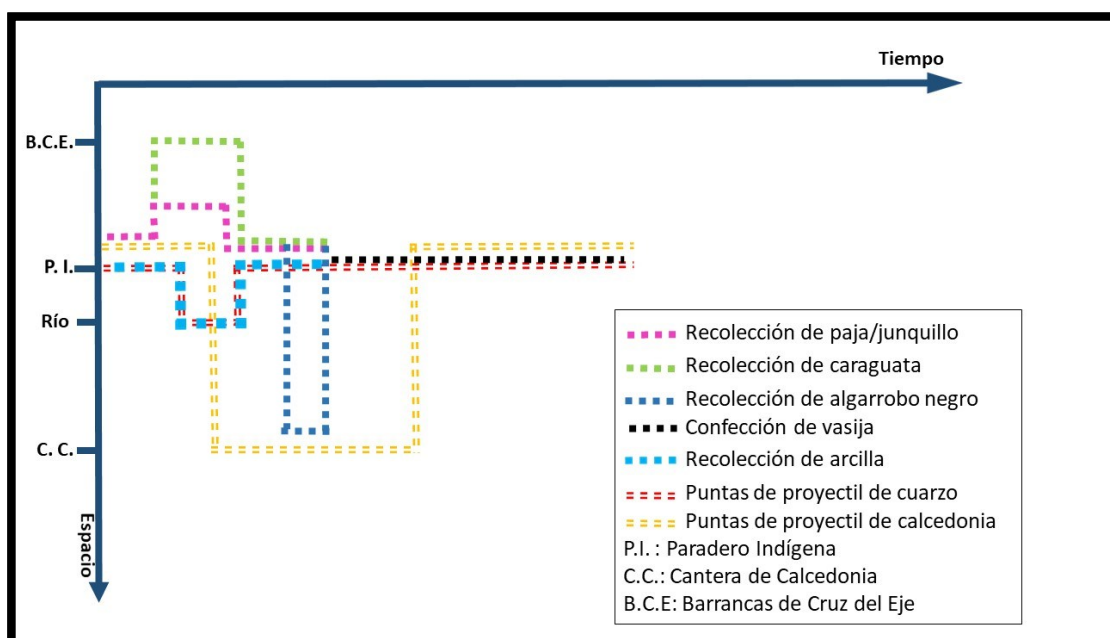 Tiempo
B.C.E.
P. I.
Río
C. C.
Espacio
Recolección de paja/junquillo
Recolección de caraguata
Recolección de algarrobo negro
Confección de vasija
Recolección de arcilla
Puntas de proyectil de cuarzo
Puntas de proyectil de calcedonia
P.I. : Paradero Indígena
C.C.: Cantera de Calcedonia
B.C.E: Barrancas de Cruz del Eje